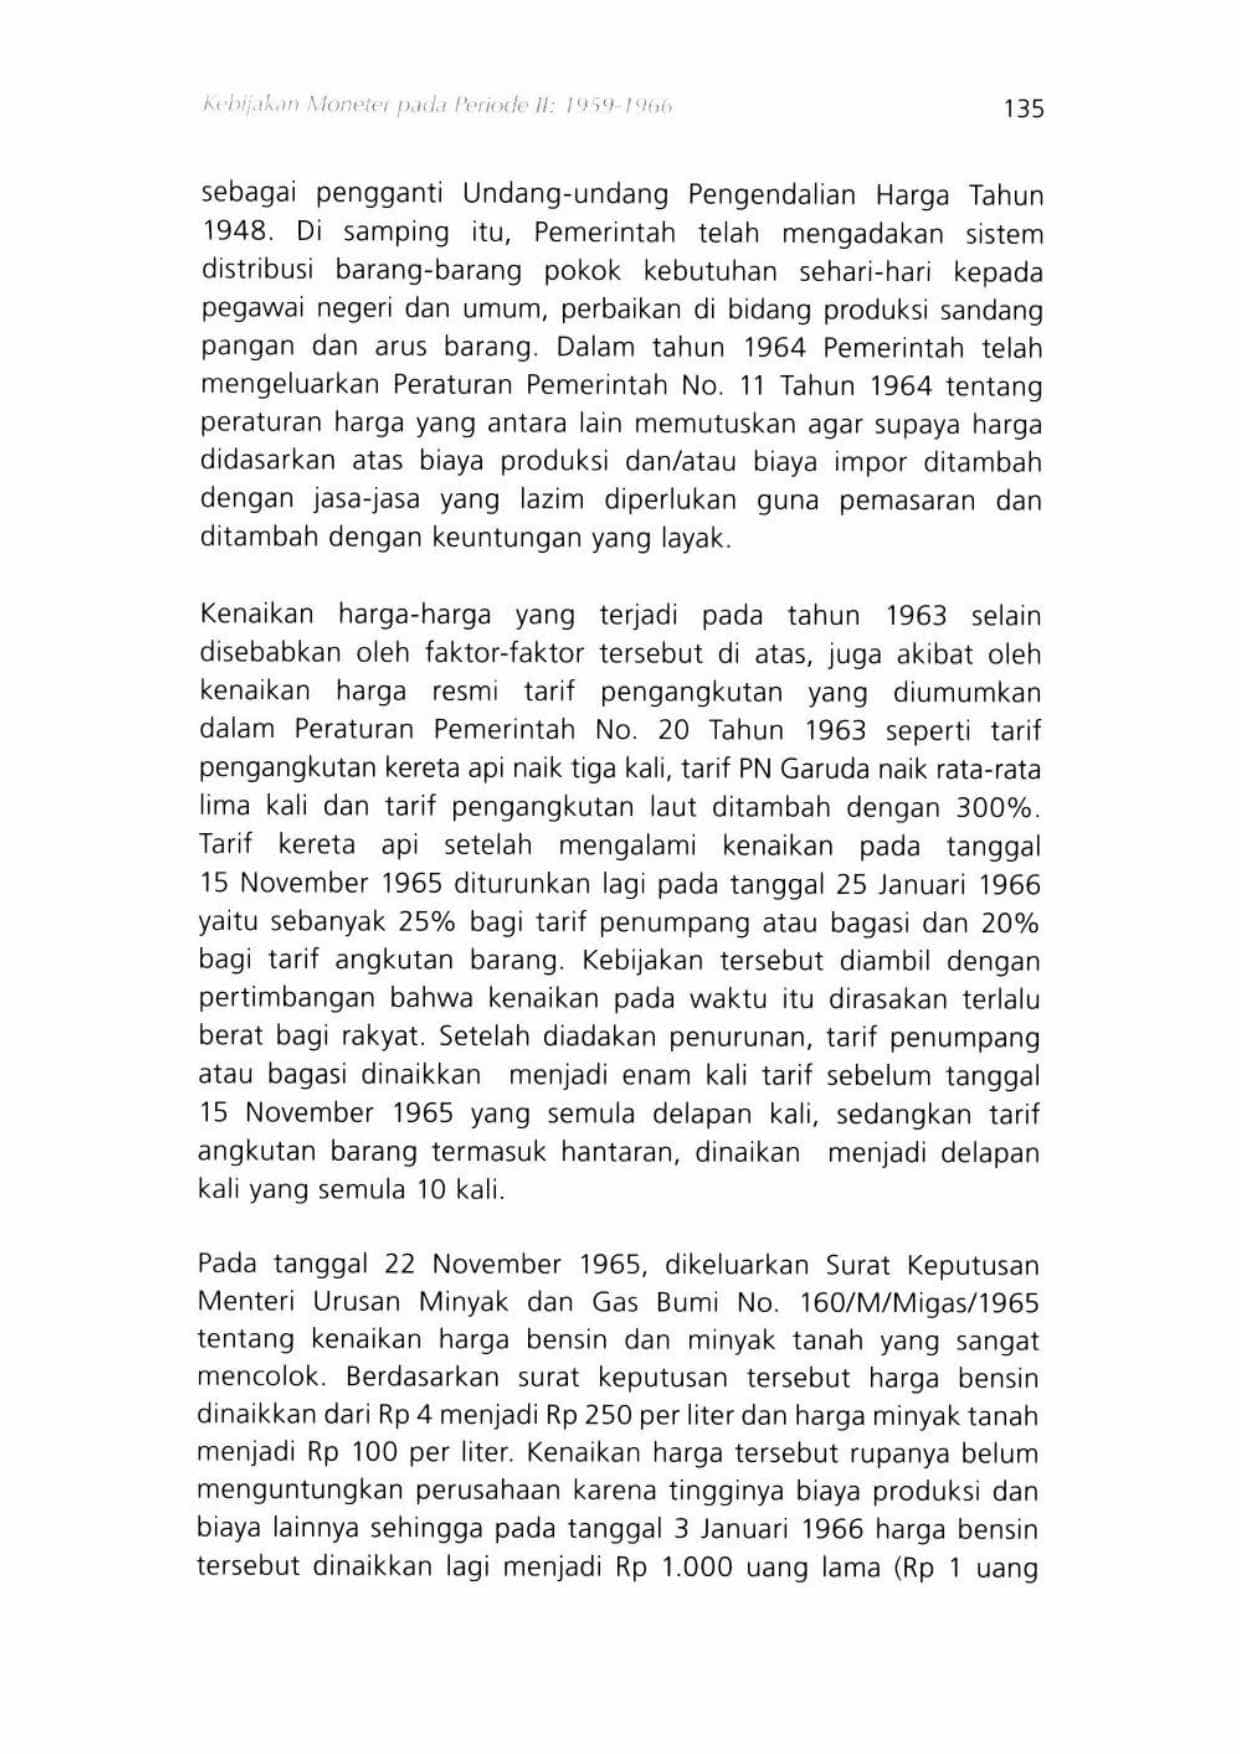 Kebijakan Moneter pada Periode II: 1959-1966 135
sebagai pengganti Undang-undang Pengendalian Harga Tahun
1948. Di samping itu, Pemerintah telah mengadakan sistem
distribusi barang-barang pokok kebutuhan sehari-hari kepada
pegawai negeri dan umum, perbaikan di bidang produksi sandang
pangan dan arus barang. Dalam tahun 1964 Pemerintah telah
mengeluarkan Peraturan Pemerintah No. 11 Tahun 1964 tentang
peraturan harga yang antara lain memutuskan agar supaya harga
didasarkan atas biaya produksi dan/atau biaya impor ditambah
dengan jasa-jasa yang lazim diperlukan guna pemasaran dan
ditambah dengan keuntungan yang layak.
Kenaikan harga-harga yang terjadi pada tahun 1963 selain
disebabkan oleh faktor-faktor tersebut di atas, juga akibat oleh
kenaikan harga resmi tarif pengangkutan yang diumumkan
dalam Peraturan Pemerintah No. 20 Tahun 1963 seperti tarif
pengangkutan kereta api naik tiga kali, tarif PN Garuda naik rata-rata
lima kali dan tarif pengangkutan laut ditambah dengan 300%.
Tarif kereta api setelah mengalami kenaikan pada tanggal
15 November 1965 diturunkan lagi pada tanggal 25 Januari 1966
yaitu sebanyak 25% bagi tarif penumpang atau bagasi dan 20%
bagi tarif angkutan barang. Kebijakan tersebut diambil dengan
pertimbangan bahwa kenaikan pada waktu itu dirasakan terlalu
berat bagi rakyat. Setelah diadakan penurunan, tarif penumpang
atau bagasi dinaikkan menjadi enam kali tarif sebelum tanggal
15 November 1965 yang semula delapan kali, sedangkan tarif
angkutan barang termasuk hantaran, dinaikan menjadi delapan
kali yang semula 10 kali.
Pada tanggal 22 November 1965, dikeluarkan Surat Keputusan
Menteri Urusan Minyak dan Gas Bumi No. 160/M/Migas/1965
tentang kenaikan harga bensin dan minyak tanah yang sangat
mencolok. Berdasarkan surat keputusan tersebut harga bensin
dinaikkan dari Rp 4 menjadi Rp 250 per liter dan harga minyak tanah
menjadi Rp 100 per liter. Kenaikan harga tersebut rupanya belum
menguntungkan perusahaan karena tingginya biaya produksi dan
biaya lainnya sehingga pada tanggal 3 Januari 1966 harga bensin
tersebut dinaikkan lagi menjadi Rp 1.000 uang lama (Rp 1 uang